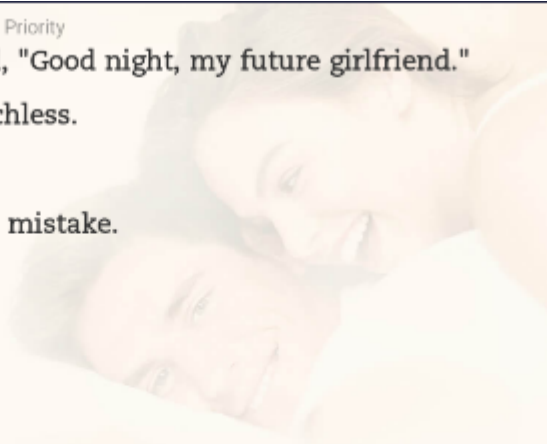 Priority
, "Good night, my future girlfriend."
chless.
mistake.